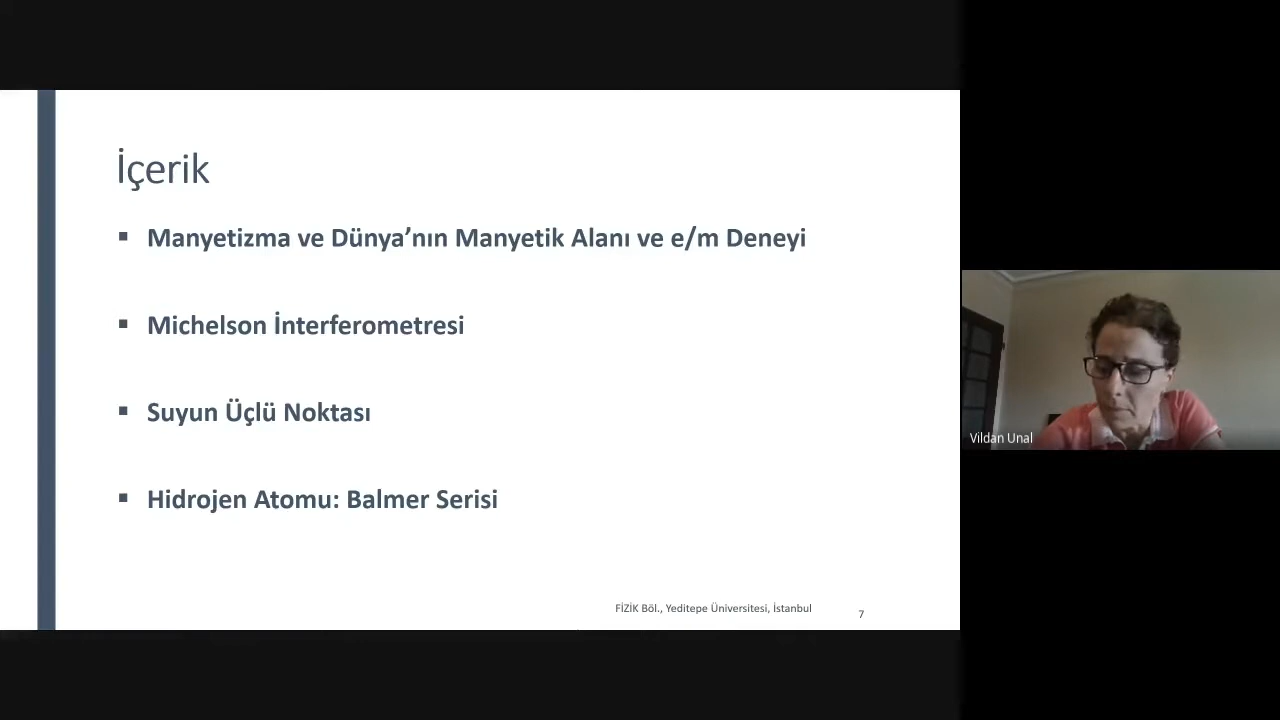 İçerik
▪ Manyetizma ve Dünya’nın Manyetik Alanı ve e/m Deneyi
▪ Michelson İnterferometresi
▪ Suyun Üçlü Noktası
▪ Hidrojen Atomu: Balmer Serisi
FİZİK Böl., Yeditepe Üniversitesi, İstanbul
7
Vildan Unal